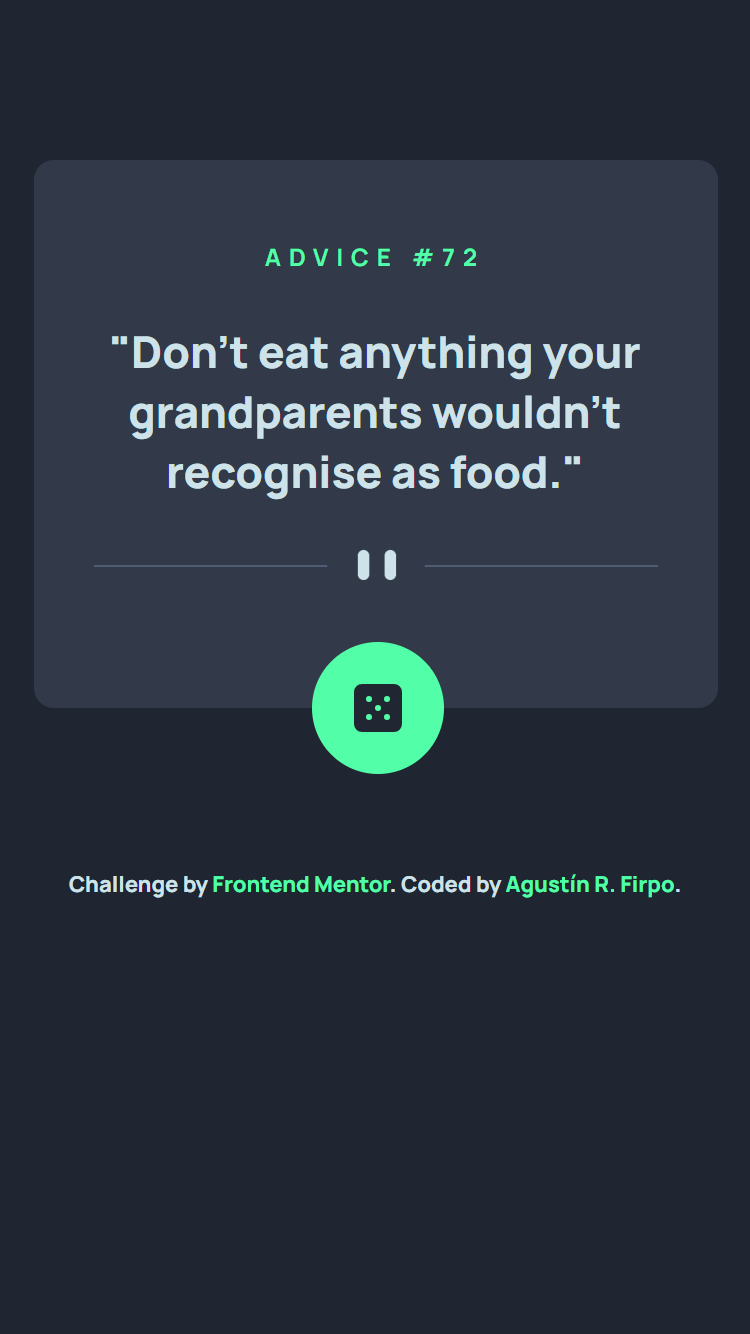 ADVICE #72
"Don’t eat anything your
grandparents wouldn’t
recognise as food."
Challenge by Frontend Mentor. Coded by Agustín R. Firpo.